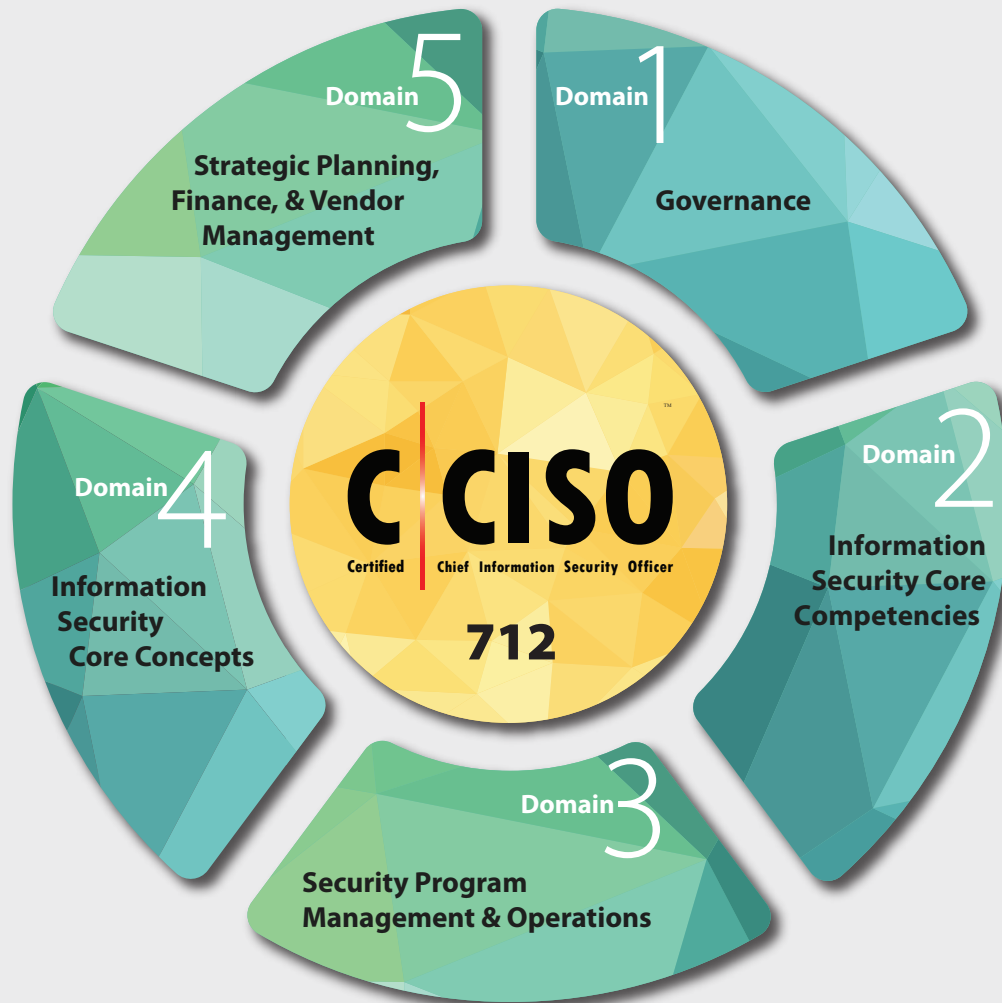 Domain 5
Strategic Planning,
Finance, & Vendor
Management
Domain 1
Governance
Domain 2
Information
Security Core
Competencies
Domain 3
Security Program
Management & Operations
Domain 4
Information
Security
Core Concepts
C|CISO ™
Certified Chief Information Security Officer
712